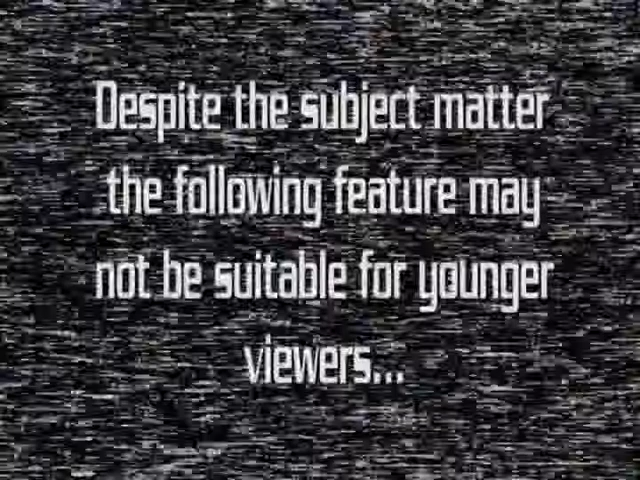 Despite the subject matter
the following feature may
not be suitable for younger
viewers...